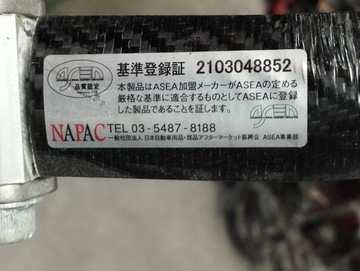 ASEA
品質認定
基準登録証 2103048852
本製品はASEA加盟メーカーがASEAの定める
厳格な基準に適合するものとしてASEAに登録
した製品であることを証します。
ASEA
NAPAC TEL 03-5487-8188
一般社団法人 日本自動車用品・部品アフターマーケット振興会 ASEA事業部